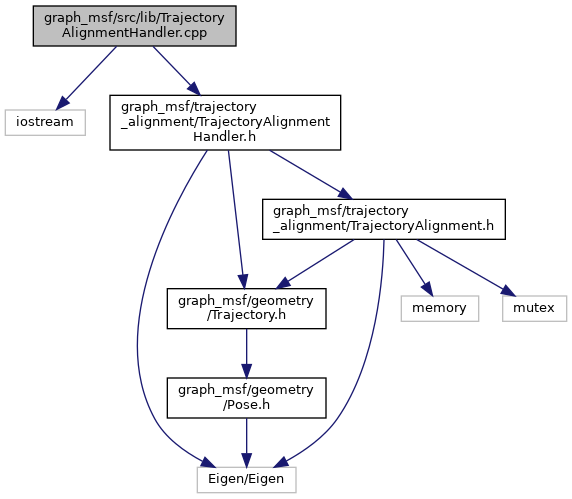 graph_msf/src/lib/Trajectory
AlignmentHandler.cpp
iostream
graph_msf/trajectory
_alignment/TrajectoryAlignment
Handler.h
graph_msf/trajectory
_alignment/TrajectoryAlignment.h
graph_msf/geometry
/Trajectory.h
memory
mutex
graph_msf/geometry
/Pose.h
Eigen/Eigen